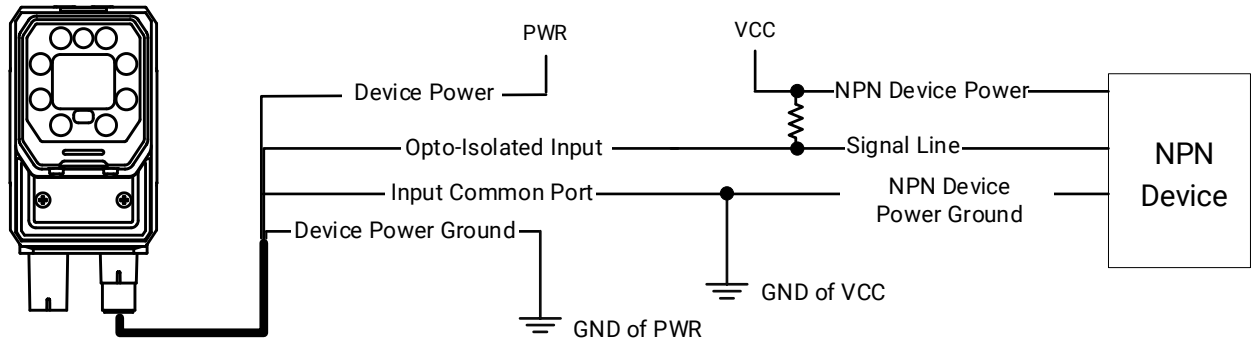 PWR
VCC
Device Power
NPN Device Power
Opto-Isolated Input
Signal Line
NPN
Device
Input Common Port
NPN Device
Power Ground
Device Power Ground
GND of VCC
GND of PWR